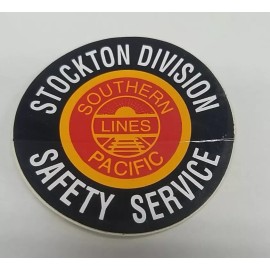 STOCKTON DIVISION
SOUTHERN
LINES
PACIFIC
SAFETY SERVICE